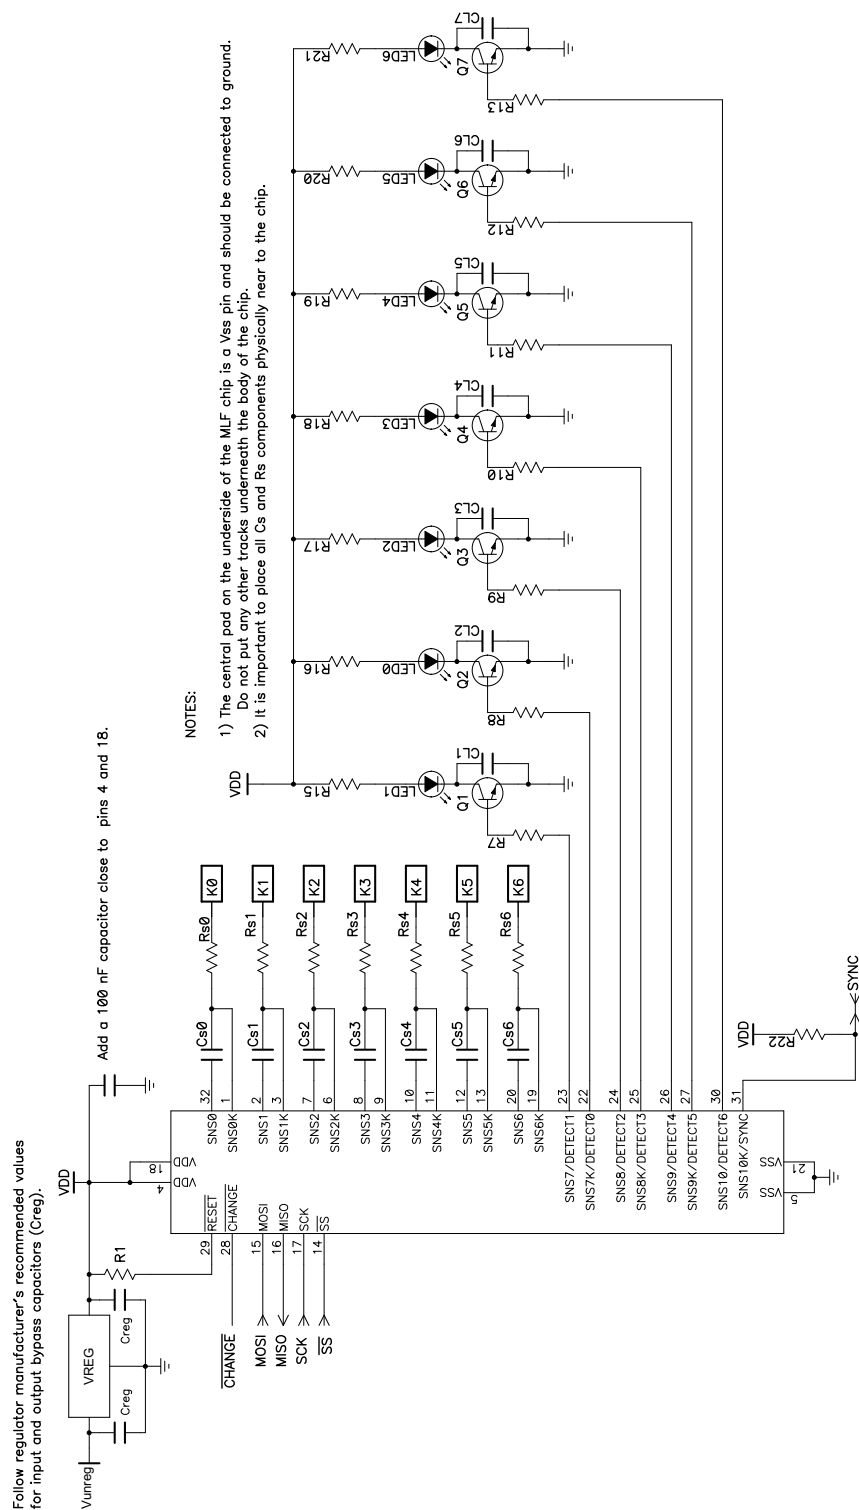 Follow regulator manufacturer's recommended values
for input and output bypass capacitors (Creg).
Vunreg
Creg
VREG
Creg
R1
VDD
Add a 100 nF capacitor close to pins 4 and 18.
NOTES:
1) The central pad on the underside of the MLF chip is a Vss pin and should be connected to ground.
Do not put any other tracks underneath the body of the chip.
2) It is important to place all Cs and Rs components physically near to the chip.
CHANGE
MOSI
MISO
SCK
SS
29
28
15
16
17
14
RESET
CHANGE
MOSI
MISO
SCK
SS
4
18
VDD
VDD
5
21
VSS
VSS
SNS0 32 Cs0 Rs0 K0
SNS0K 1
SNS1 2 Cs1 Rs1 K1
SNS1K 3
SNS2 7 Cs2 Rs2 K2
SNS2K 6
SNS3 8 Cs3 Rs3 K3
SNS3K 9
SNS4 10 Cs4 Rs4 K4
SNS4K 11
SNS5 12 Cs5 Rs5 K5
SNS5K 13
SNS6 20 Cs6 Rs6 K6
SNS6K 19
SNS7/DETECT1 23
SNS7K/DETECT0 22
SNS8/DETECT2 24
SNS8K/DETECT3 25
SNS9/DETECT4 26
SNS9K/DETECT5 27
SNS10/DETECT6 30
SNS10K/SYNC 31
VDD
R22
SYNC
VDD
R15 R16 R17 R18 R19 R20 R21
LED1 LED0 LED2 LED3 LED4 LED5 LED6
Q1 Q2 Q3 Q4 Q5 Q6 Q7
CL1 CL2 CL3 CL4 CL5 CL6 CL7
R7 R8 R9 R10 R11 R12 R13